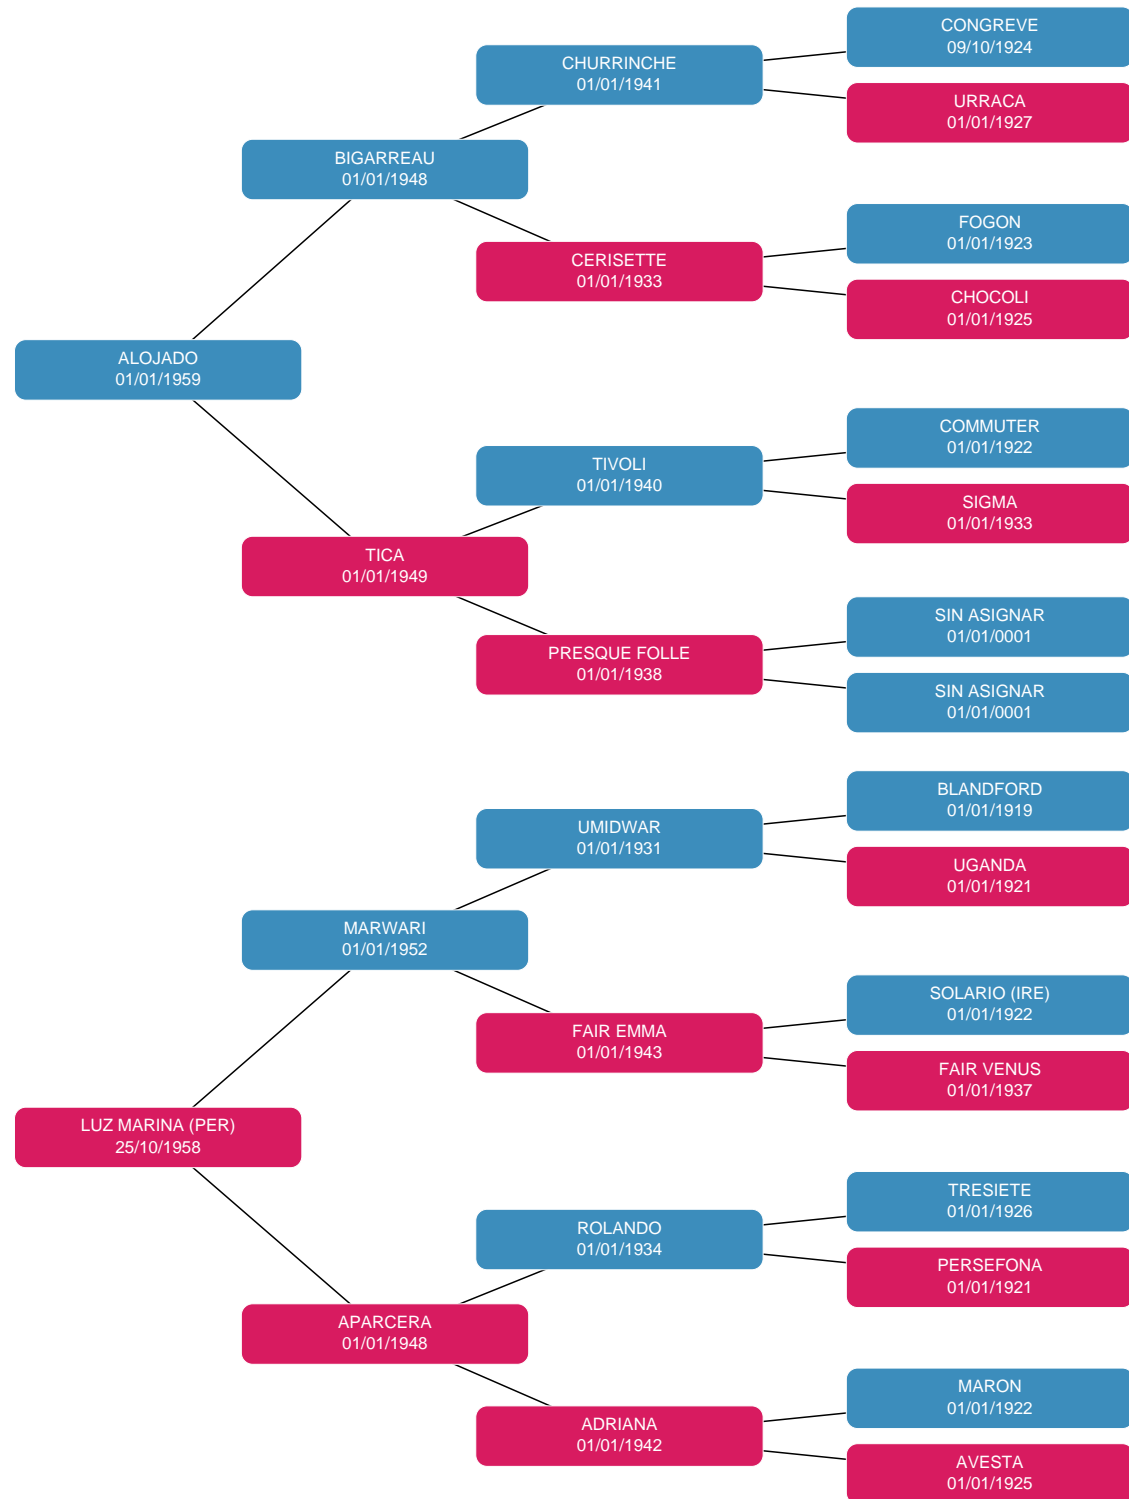 CONGREVE
09/10/1924
CHURRINCHE
01/01/1941
URRACA
01/01/1927
BIGARREAU
01/01/1948
FOGON
01/01/1923
CERISETTE
01/01/1933
CHOCOLI
01/01/1925
ALOJADO
01/01/1959
COMMUTER
01/01/1922
TIVOLI
01/01/1940
SIGMA
01/01/1933
TICA
01/01/1949
SIN ASIGNAR
01/01/0001
PRESQUE FOLLE
01/01/1938
SIN ASIGNAR
01/01/0001
BLANDFORD
01/01/1919
UMIDWAR
01/01/1931
UGANDA
01/01/1921
MARWARI
01/01/1952
SOLARIO (IRE)
01/01/1922
FAIR EMMA
01/01/1943
FAIR VENUS
01/01/1937
LUZ MARINA (PER)
25/10/1958
TRESIETE
01/01/1926
ROLANDO
01/01/1934
PERSEFONA
01/01/1921
APARCERA
01/01/1948
MARON
01/01/1922
ADRIANA
01/01/1942
AVESTA
01/01/1925